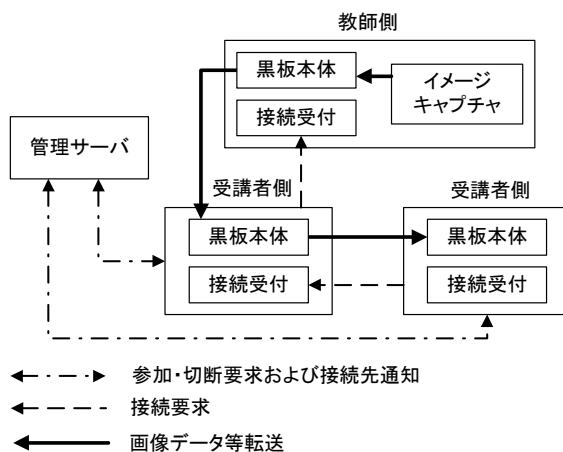 教師側
黒板本体
イメージ
キャプチャ
接続受付
管理サーバ
受講者側
黒板本体
接続受付
受講者側
黒板本体
接続受付
参加・切断要求および接続先通知
接続要求
画像データ等転送